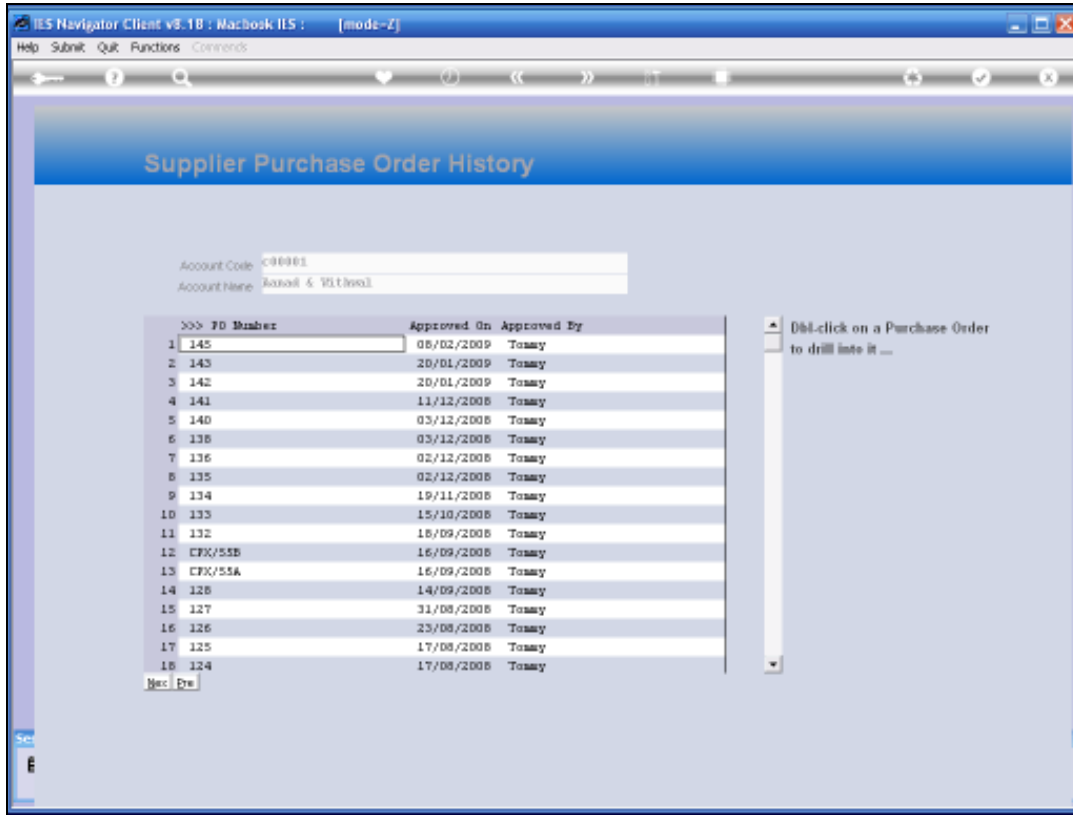 IES Navigator Client v8.18 : Macbook IES : [mode=Z]
Help Submit Quit Functions Commends
Supplier Purchase Order History
Account Code c00001
Account Name & Withwal
>>> PO Number Approved On Approved By
1 145 08/02/2009 Tommy
2 143 20/01/2009 Tommy
3 142 20/01/2009 Tommy
4 141 11/12/2008 Tommy
5 140 03/12/2008 Tommy
6 138 03/12/2008 Tommy
7 136 02/12/2008 Tommy
8 135 02/12/2008 Tommy
9 134 19/11/2008 Tommy
10 133 15/10/2008 Tommy
11 132 18/09/2008 Tommy
12 CPX/55B 16/09/2008 Tommy
13 CPX/55A 16/09/2008 Tommy
14 128 14/09/2008 Tommy
15 127 31/08/2008 Tommy
16 126 23/08/2008 Tommy
17 125 17/08/2008 Tommy
18 124 17/08/2008 Tommy
Dbl-click on a Purchase Order
to drill into it ...
Nex Pre